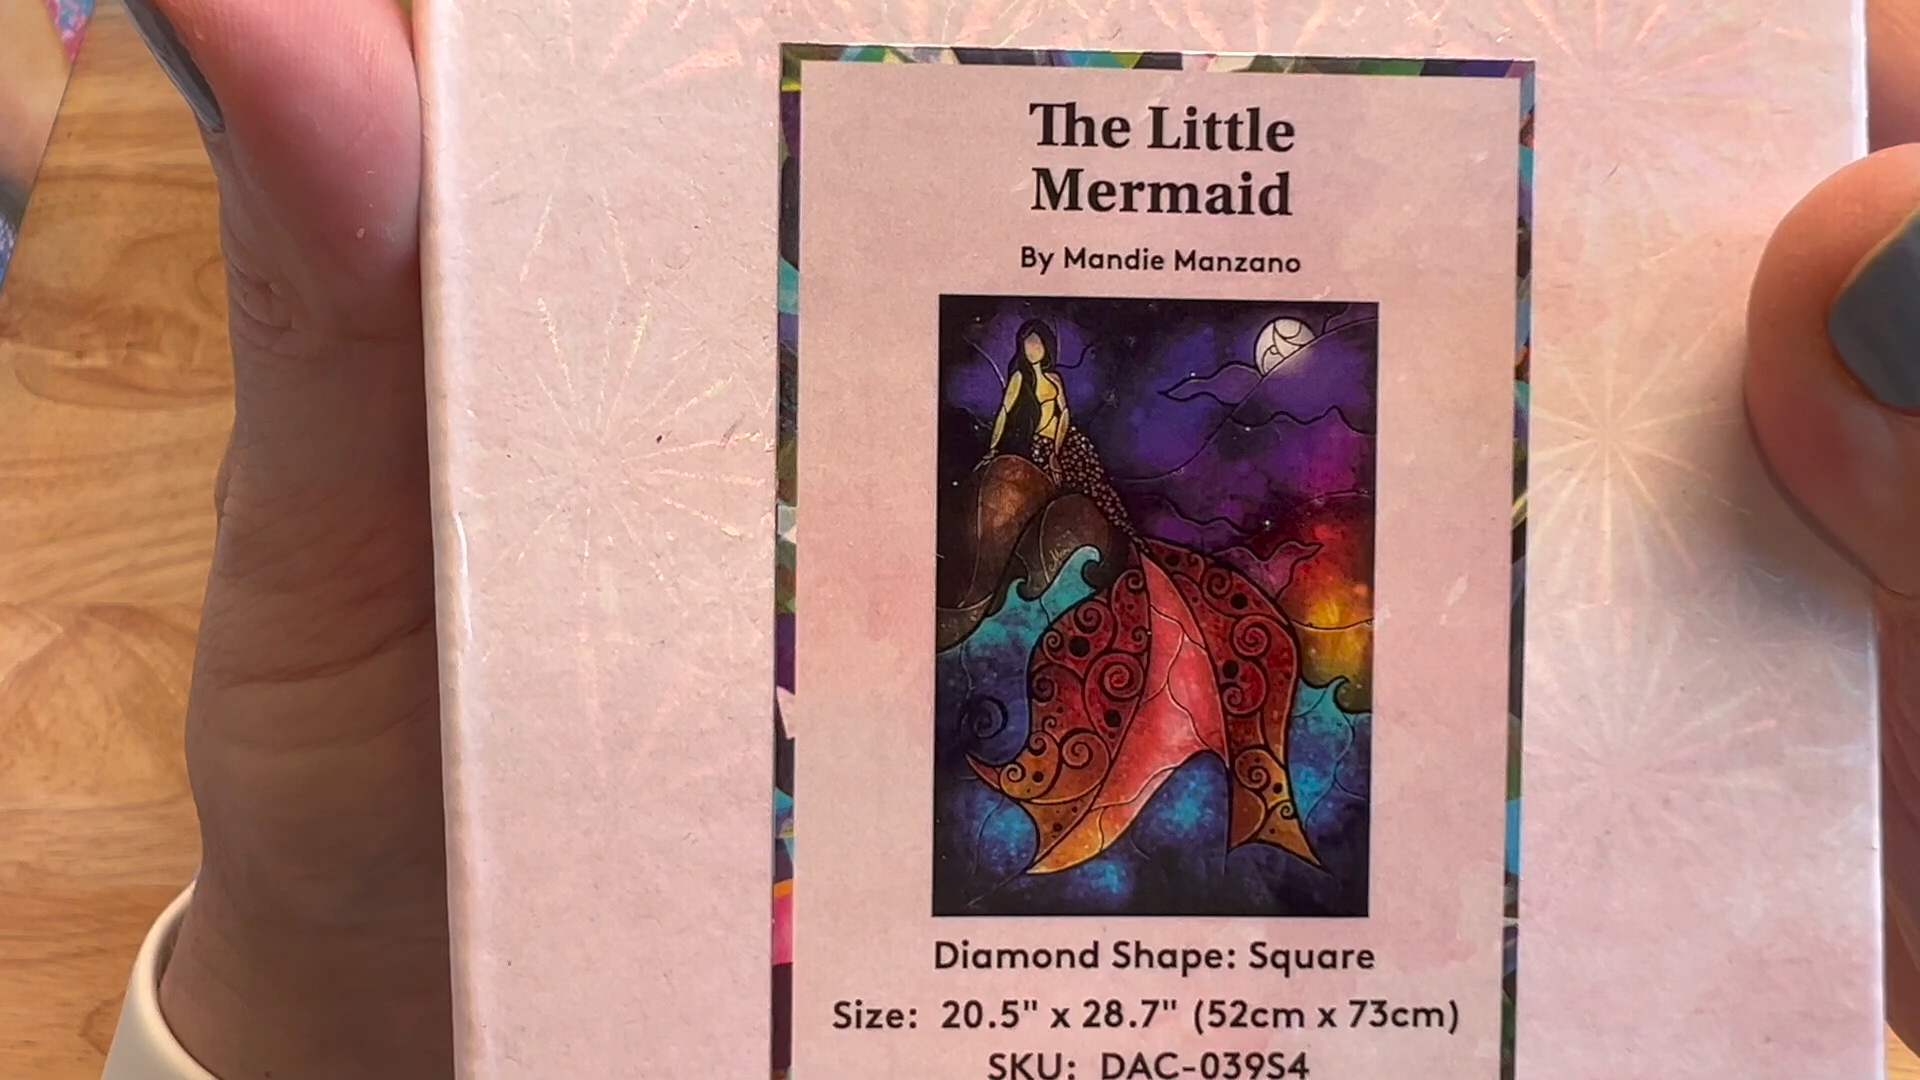 The Little
Mermaid
By Mandie Manzano
Diamond Shape: Square
Size: 20.5" x 28.7" (52cm x 73cm)
SKU: DAC-039S4